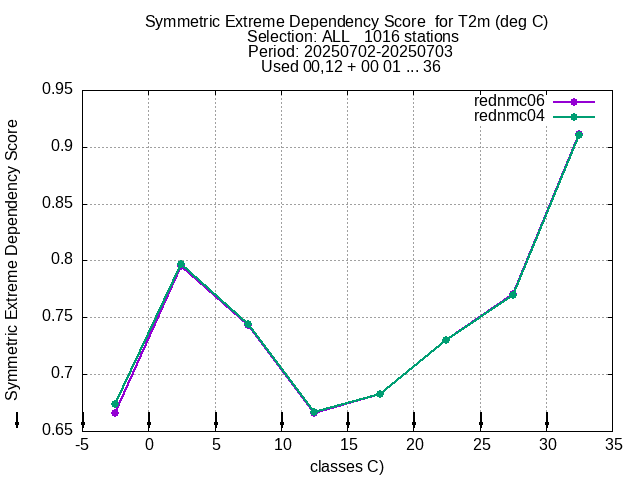 Symmetric Extreme Dependency Score  for T2m (deg C)
Selection: ALL   1016 stations
Period: 20250702-20250703
Used 00,12 + 00 01 ... 36
rednmc06
rednmc04
Symmetric Extreme Dependency Score
0.95
0.9
0.85
0.8
0.75
0.7
0.65
-5 0 5 10 15 20 25 30 35
classes C)